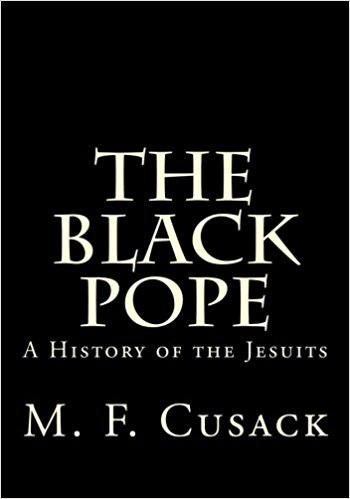 THE
BLACK
POPE
A HISTORY OF THE JESUITS
M. F. CUSACK